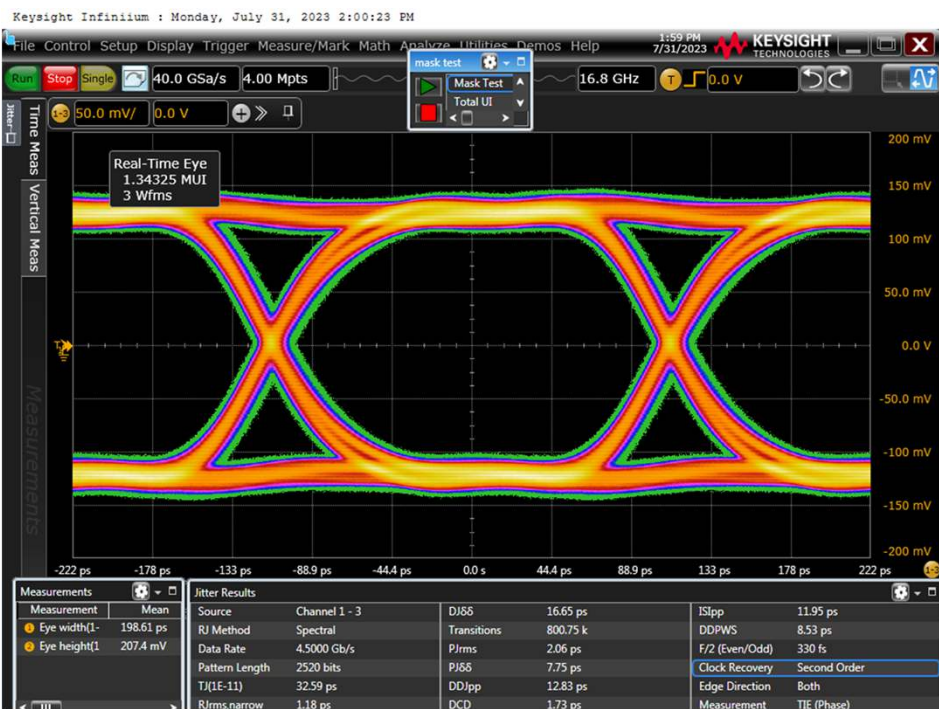 Keysight Infiniium : Monday, July 31, 2023 2:00:23 PM
File Control Setup Display Trigger Measure/Mark Math Analyze Utilities Demos Help
1:59 PM
7/31/2023
KEYSIGHT
TECHNOLOGIES
mask test
Mask Test
Total UI
Run Stop Single 40.0 GSa/s 4.00 Mpts 16.8 GHz T 0.0 V
1-3 50.0 mV/ 0.0 V
Jitter
Time Meas
Vertical Meas
Measurements
Real-Time Eye
1.34325 MUI
3 Wfms
200 mV
150 mV
100 mV
50.0 mV
0.0 V
-50.0 mV
-100 mV
-150 mV
-200 mV
-222 ps -178 ps -133 ps -88.9 ps -44.4 ps 0.0 s 44.4 ps 88.9 ps 133 ps 178 ps 222 ps
Measurements
Measurement Mean
1 Eye width(1- 198.61 ps
2 Eye height(1 207.4 mV
Jitter Results
Source Channel 1 - 3 DJδδ 16.65 ps ISIpp 11.95 ps
RJ Method Spectral Transitions 800.75 k DDPWS 8.53 ps
Data Rate 4.5000 Gb/s PJrms 2.06 ps F/2 (Even/Odd) 330 fs
Pattern Length 2520 bits PJδδ 7.75 ps Clock Recovery Second Order
TJ(1E-11) 32.59 ps DDJpp 12.83 ps Edge Direction Both
RJrms,narrow 1.18 ps DCD 1.73 ps Measurement TIE (Phase)